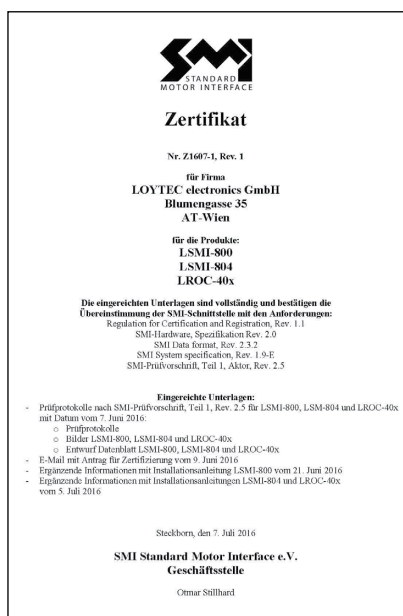 SMI
STANDARD
MOTOR INTERFACE
Zertifikat
Nr. Z1607-1, Rev. 1
für Firma
LOYTEC electronics GmbH
Blumengasse 35
AT-Wien
für die Produkte:
LSMI-800
LSMI-804
LROC-40x
Die eingereichten Unterlagen sind vollständig und bestätigen die
Übereinstimmung der SMI-Schnittstelle mit den Anforderungen:
Regulation for Certification and Registration, Rev. 1.1
SMI-Hardware, Spezifikation Rev. 2.0
SMI Data format, Rev. 2.3.2
SMI System specification, Rev. 1.9-E
SMI-Prüfvorschrift, Teil 1, Aktor, Rev. 2.5
Eingereichte Unterlagen:
- Prüfprotokolle nach SMI-Prüfvorschrift, Teil 1, Rev. 2.5 für LSMI-800, LSM-804 und LROC-40x
mit Datum vom 7. Juni 2016:
o Prüfprotokolle
o Bilder LSMI-800, LSMI-804 und LROC-40x
o Entwurf Datenblatt LSMI-800, LSMI-804 und LROC-40x
- E-Mail mit Antrag für Zertifizierung vom 9. Juni 2016
- Ergänzende Informationen mit Installationsanleitung LSMI-800 vom 21. Juni 2016
- Ergänzende Informationen mit Installationsanleitungen LSMI-804 und LROC-40x
vom 5. Juli 2016
Steckborn, den 7. Juli 2016
SMI Standard Motor Interface e.V.
Geschäftsstelle
Otmar Stillhard